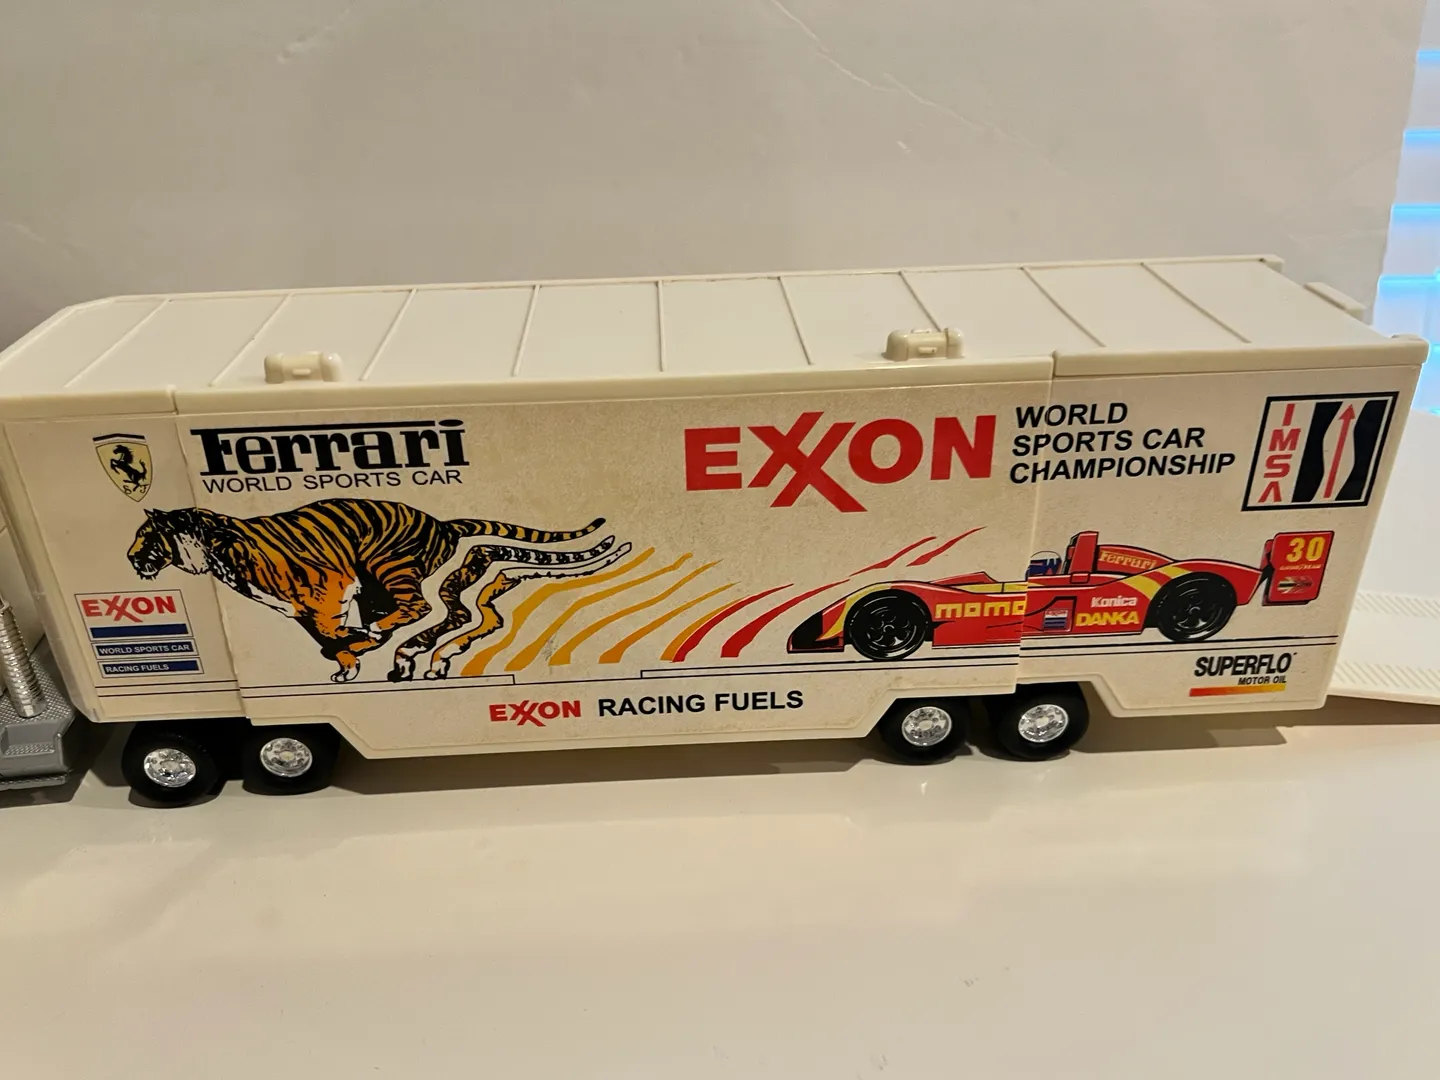 Ferrari
WORLD SPORTS CAR
EXXON
WORLD
SPORTS CAR
CHAMPIONSHIP
IMSA
S F
EXXON
WORLD SPORTS CAR
RACING FUELS
Ferrari
30
momo
Konica
DANKA
SUPERFLO
MOTOR OIL
EXXON RACING FUELS